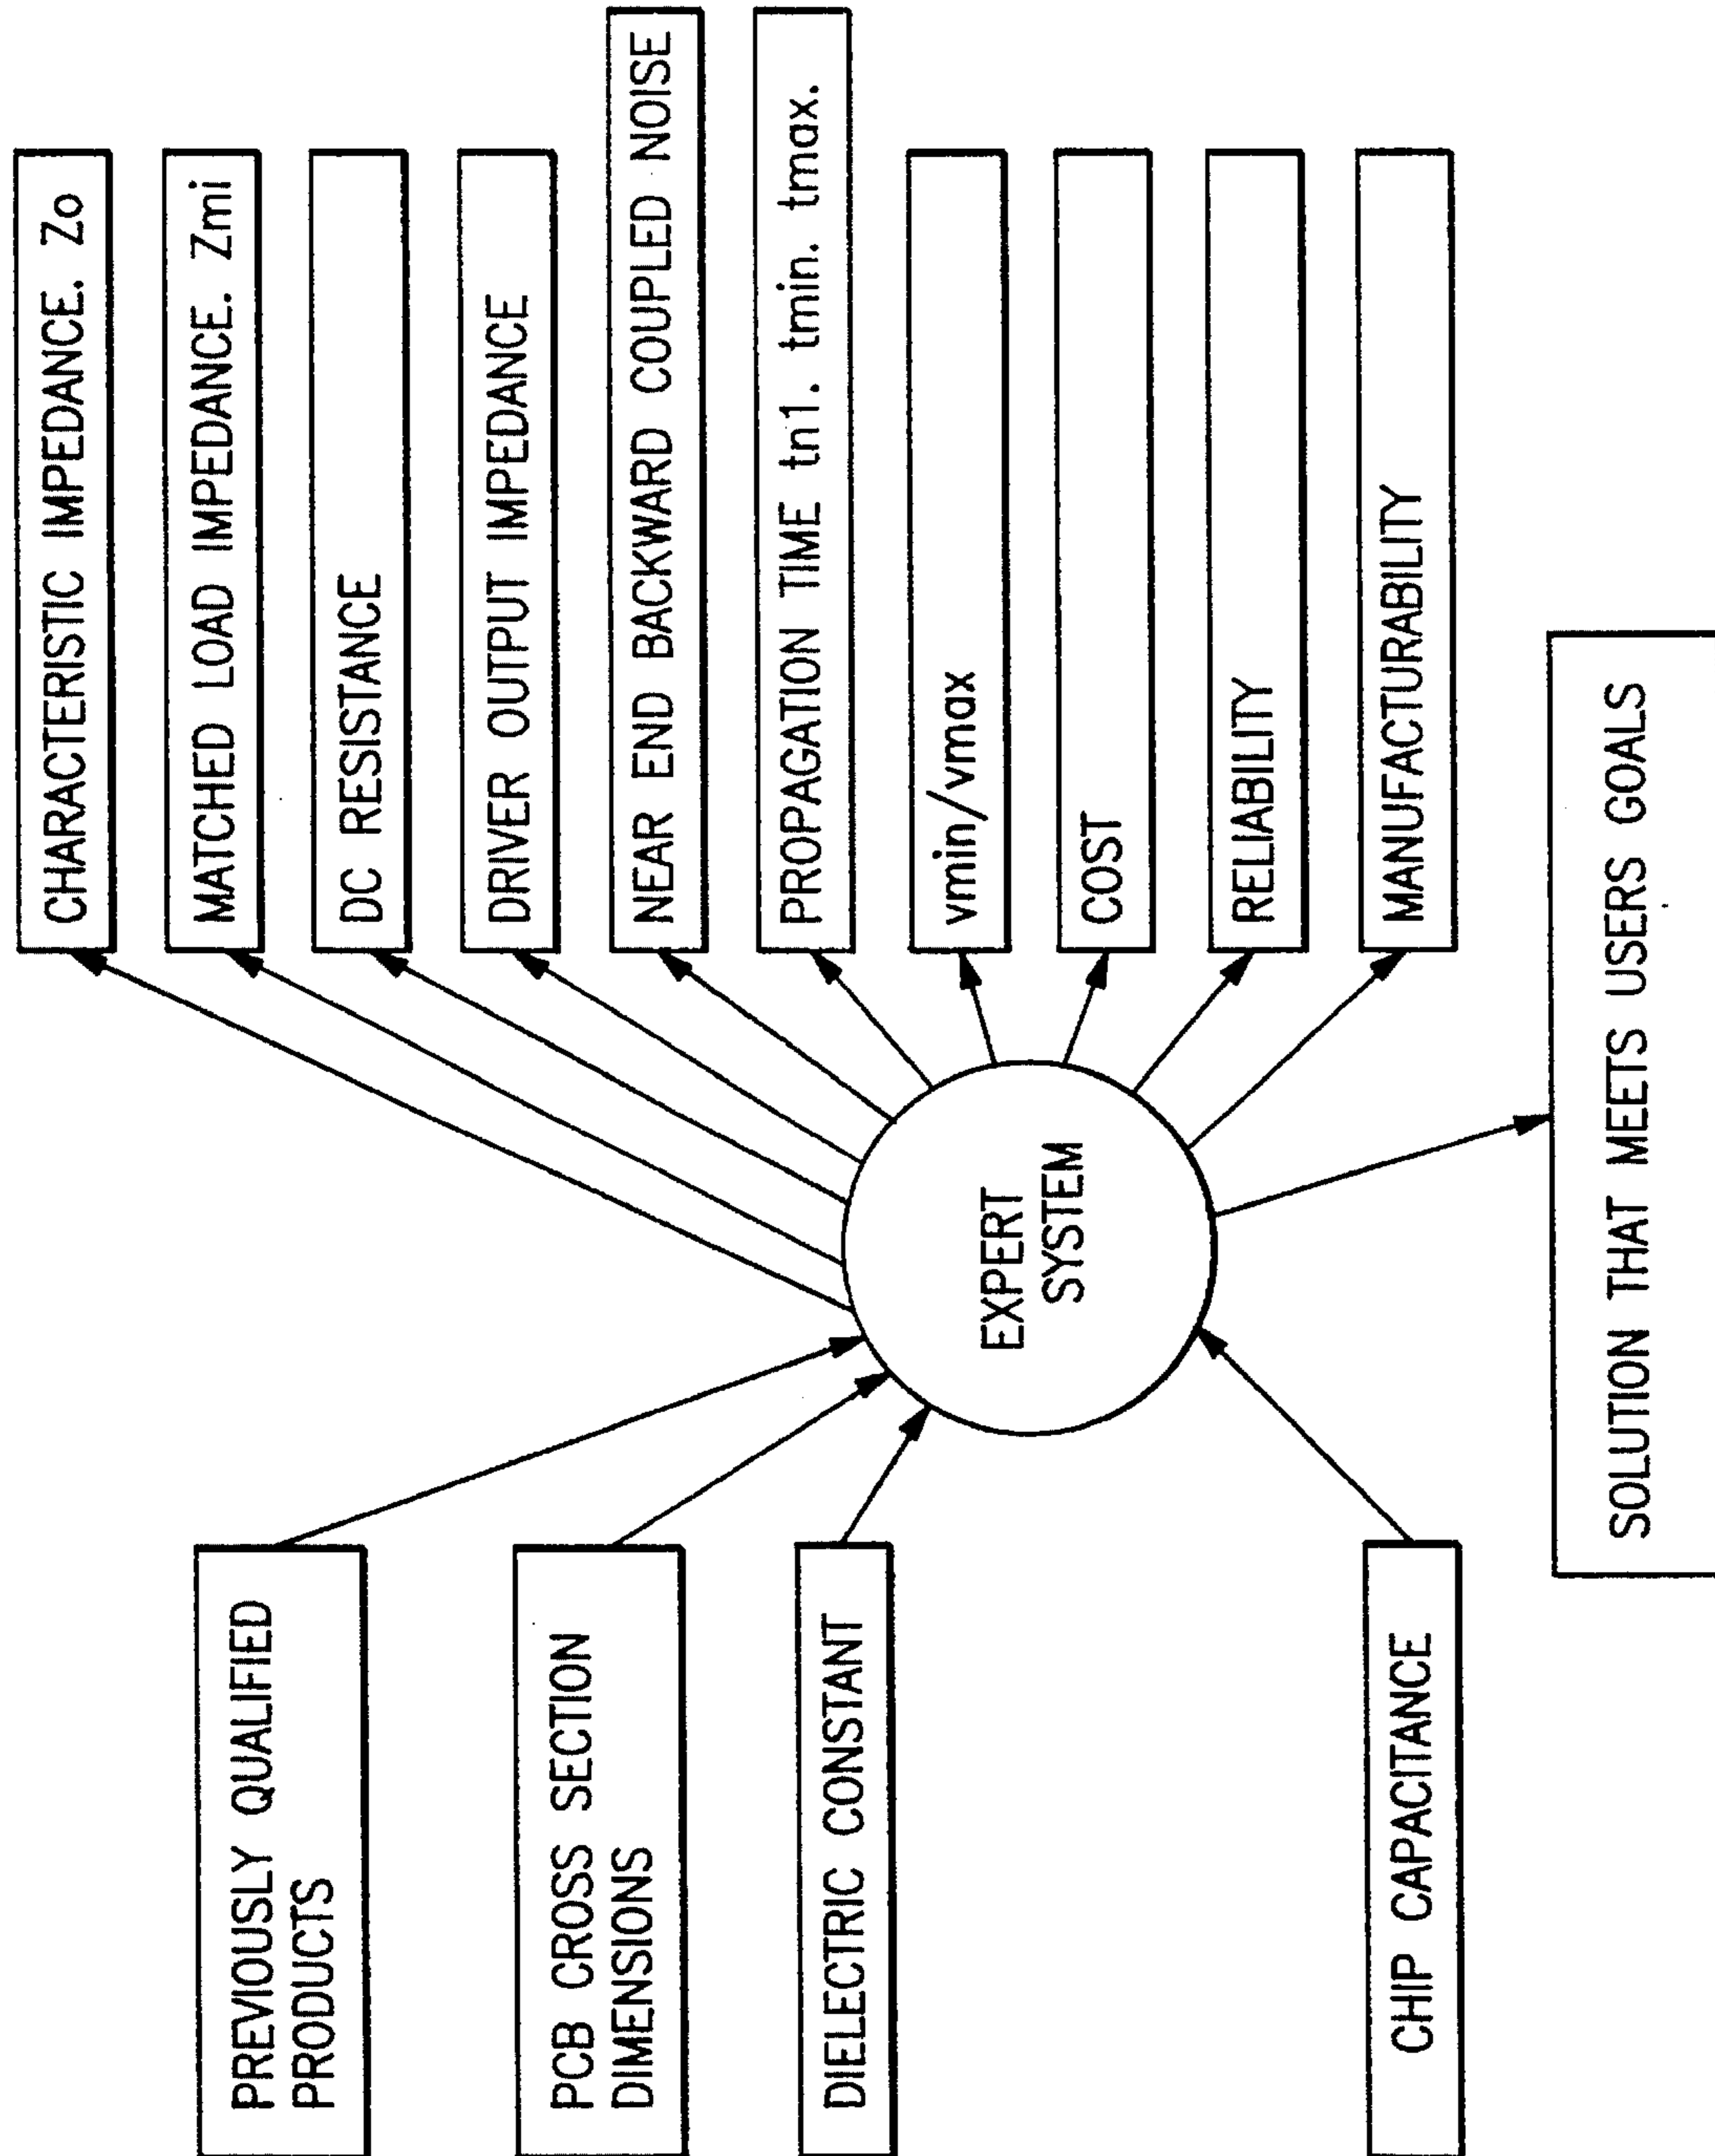 PREVIOUSLY QUALIFIED
PRODUCTS
PCB CROSS SECTION
DIMENSIONS
DIELECTRIC CONSTANT
CHIP CAPACITANCE
EXPERT
SYSTEM
CHARACTERISTIC IMPEDANCE. Zo
MATCHED LOAD IMPEDANCE. Zmi
DC RESISTANCE
DRIVER OUTPUT IMPEDANCE
NEAR END BACKWARD COUPLED NOISE
PROPAGATION TIME tn1. tmin. tmax.
vmin/vmax
COST
RELIABILITY
MANUFACTURABILITY
SOLUTION THAT MEETS USERS GOALS